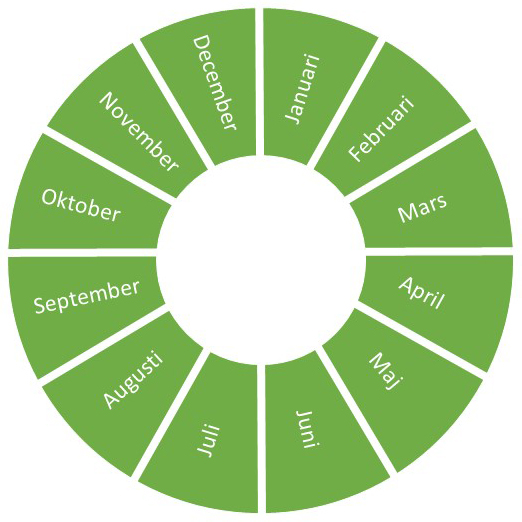 Januari
Februari
Mars
April
Maj
Juni
Juli
Augusti
September
Oktober
November
December